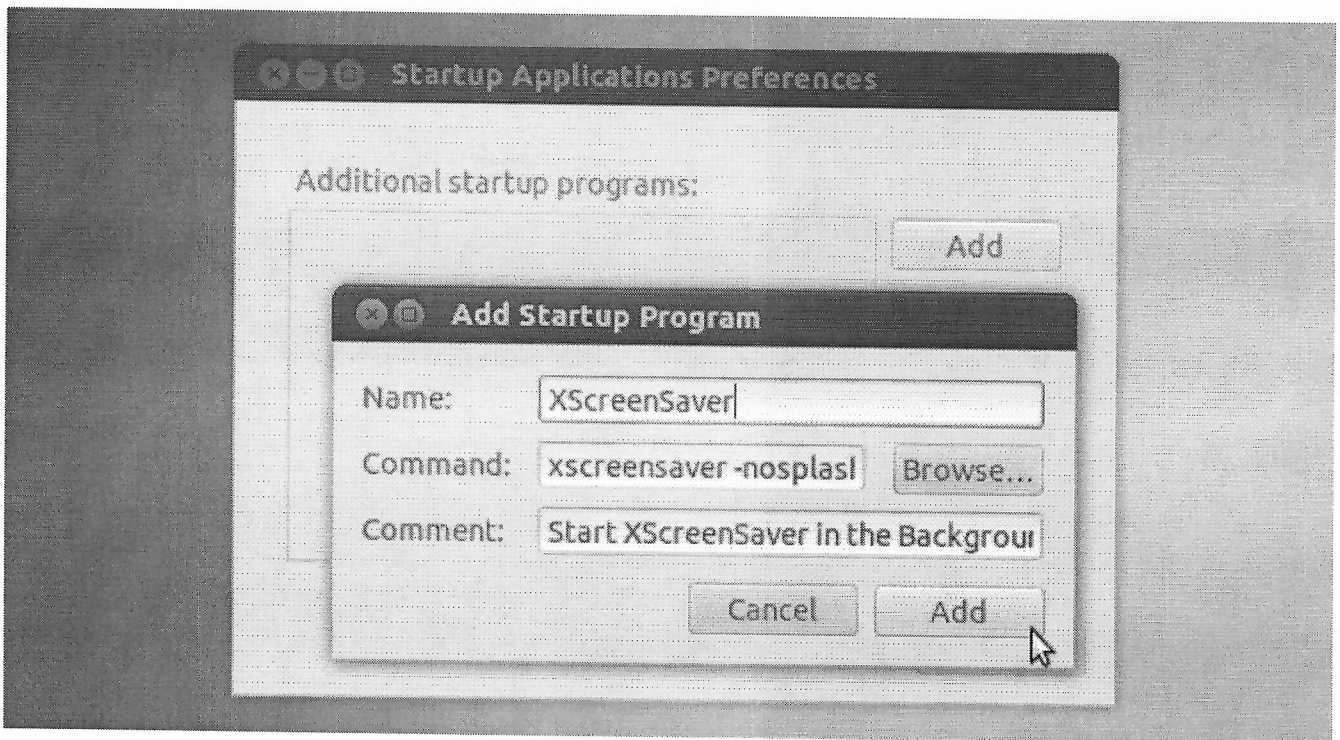 Startup Applications Preferences
Additional startup programs:
Add
Add Startup Program
Name:
XScreenSaver
Command:
xscreensaver -nosplasl
Browse...
Comment:
Start XScreenSaver in the Backgrour
Cancel
Add